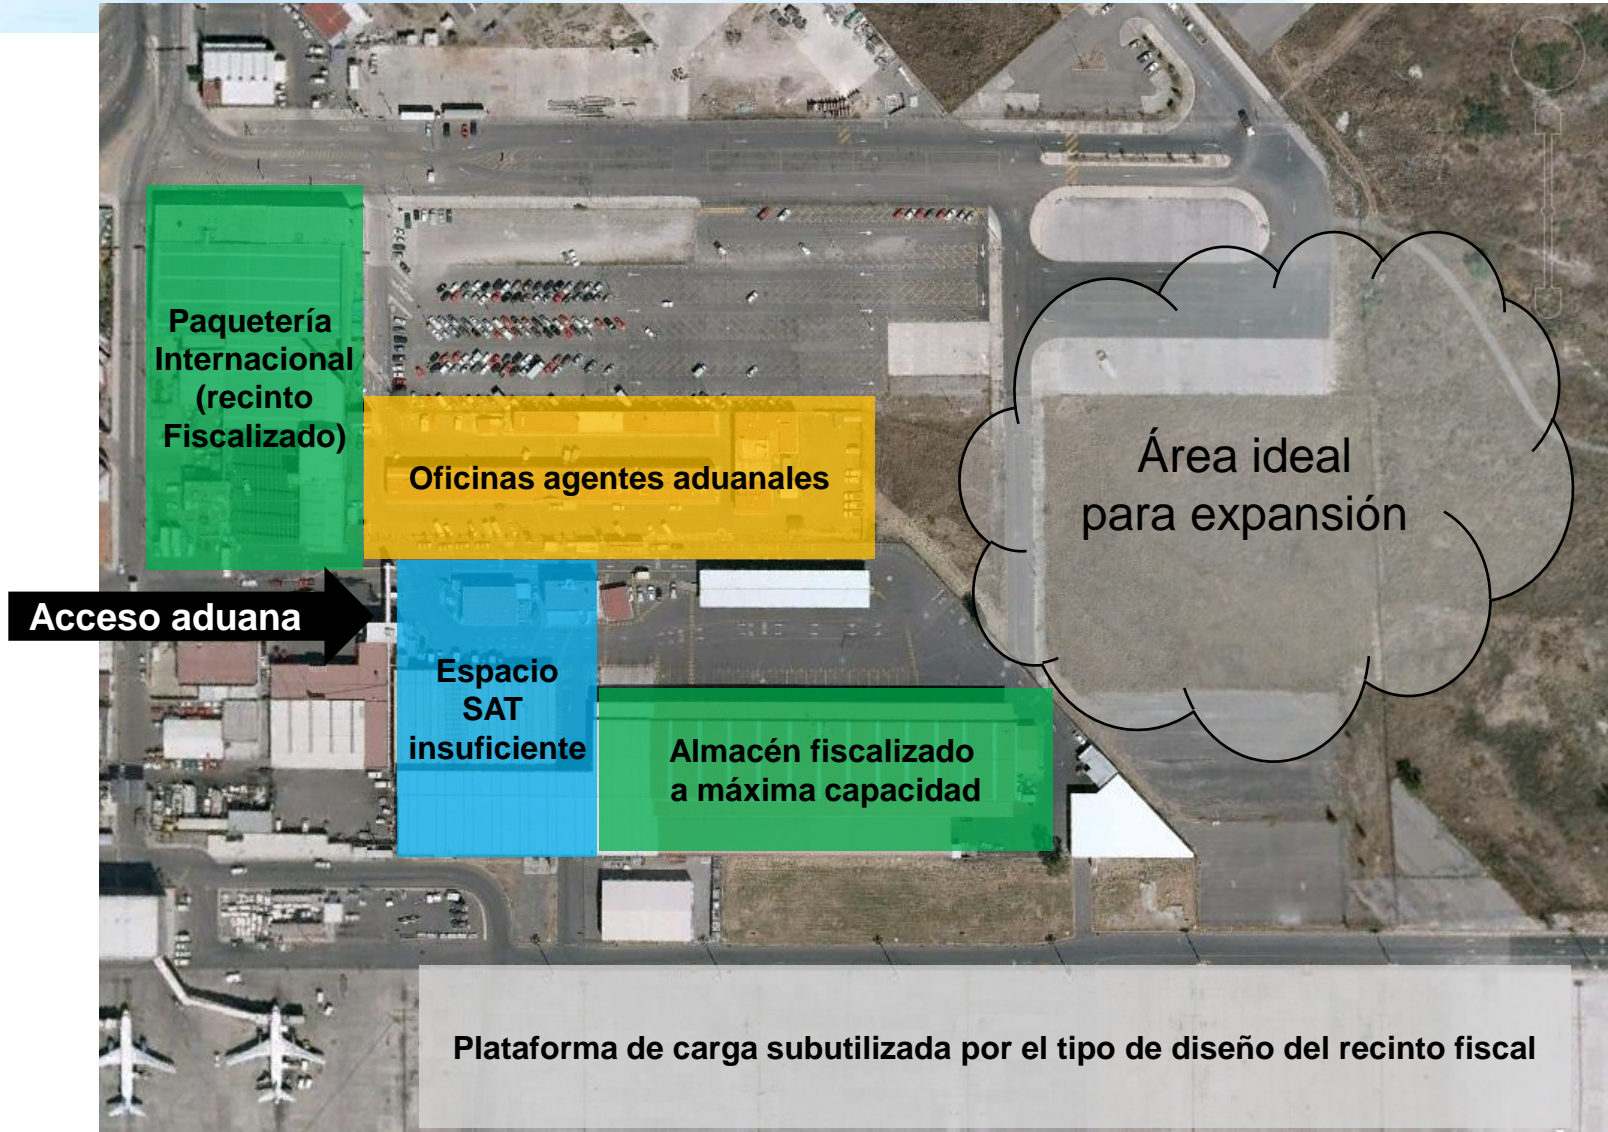 Paquetería
Internacional
(recinto
Fiscalizado)
Oficinas agentes aduanales
Área ideal
para expansión
Acceso aduana
Espacio
SAT
insuficiente
Almacén fiscalizado
a máxima capacidad
Plataforma de carga subutilizada por el tipo de diseño del recinto fiscal